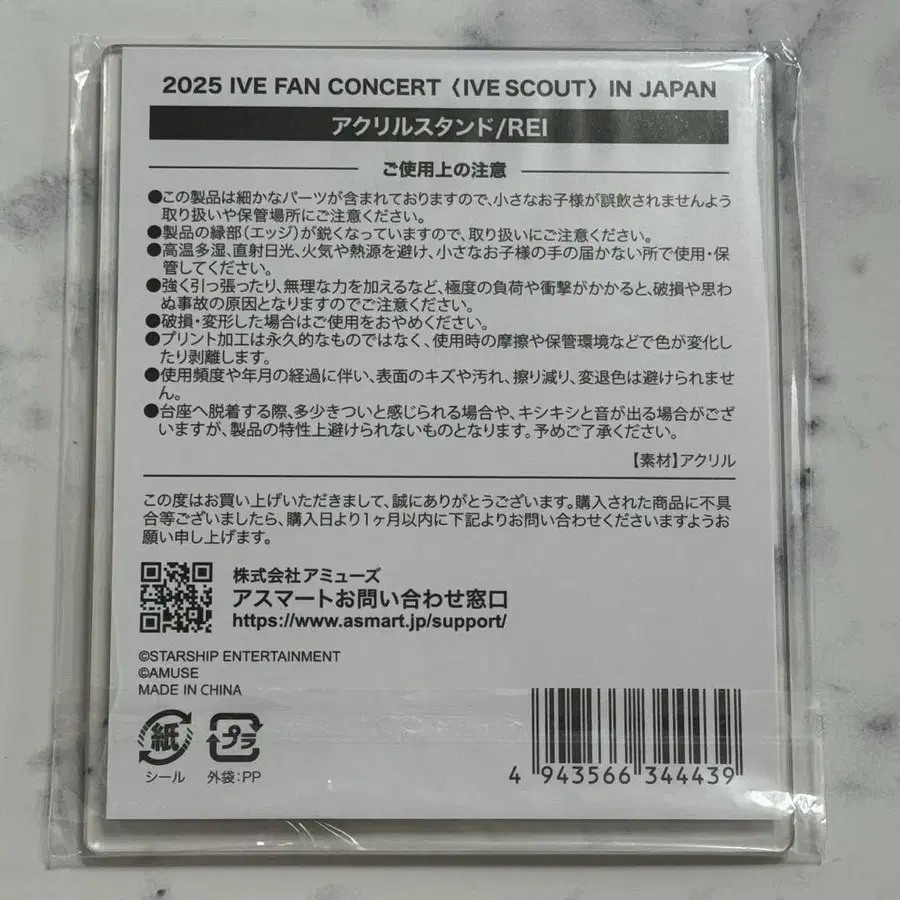 2025 IVE FAN CONCERT〈IVE SCOUT〉IN JAPAN
アクリルスタンド/REI
ご使用上の注意
●この製品は細かなパーツが含まれておりますので、小さなお子様が誤飲されませんよう
取り扱いや保管場所にご注意ください。
●製品の縁部(エッジ)が鋭くなっていますので、取り扱いにご注意ください。
●高温多湿、直射日光、火気や熱源を避け、小さなお子様の手の届かない所で使用・保
管してください。
●強く引っ張ったり、無理な力を加えるなど、極度の負荷や衝撃がかかると、破損や思わ
ぬ事故の原因となりますのでご注意ください。
●破損・変形した場合はご使用をおやめください。
●プリント加工は永久的なものではなく、使用時の摩擦や保管環境などで色が変化し
たり剥離します。
●使用頻度や年月の経過に伴い、表面のキズや汚れ、擦り減り、変退色は避けられませ
ん。
●台座へ脱着する際、多少きついと感じられる場合や、キシキシと音が出る場合がござ
いますが、製品の特性上避けられないものとなります。予めご了承ください。
【素材】アクリル
この度はお買い上げいただきまして、誠にありがとうございます。購入された商品に不具
合等ございましたら、購入日より1ヶ月以内に下記よりお問い合わせくださいますようお
願い申し上げます。
株式会社アミューズ
アスマートお問い合わせ窓口
https://www.asmart.jp/support/
©STARSHIP ENTERTAINMENT
©AMUSE
MADE IN CHINA
紙 プラ
シール 外袋:PP
4 943566 344439